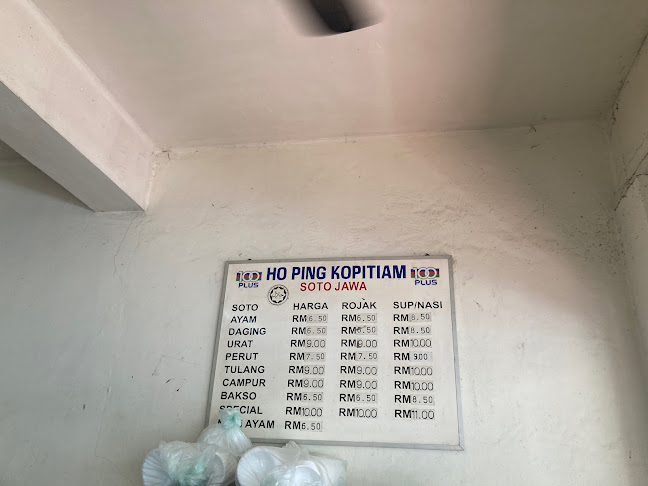 100 PLUS HO PING KOPITIAM 100 PLUS
SOTO JAWA
SOTO HARGA ROJAK SUP/NASI
AYAM RM6.50 RM6.50 RM8.50
DAGING RM6.50 RM6.50 RM8.50
URAT RM9.00 RM9.00 RM10.00
PERUT RM7.50 RM7.50 RM9.00
TULANG RM9.00 RM9.00 RM10.00
CAMPUR RM9.00 RM9.00 RM10.00
BAKSO RM6.50 RM6.50 RM8.50
SPECIAL RM10.00 RM10.00 RM11.00
AYAM RM6.50